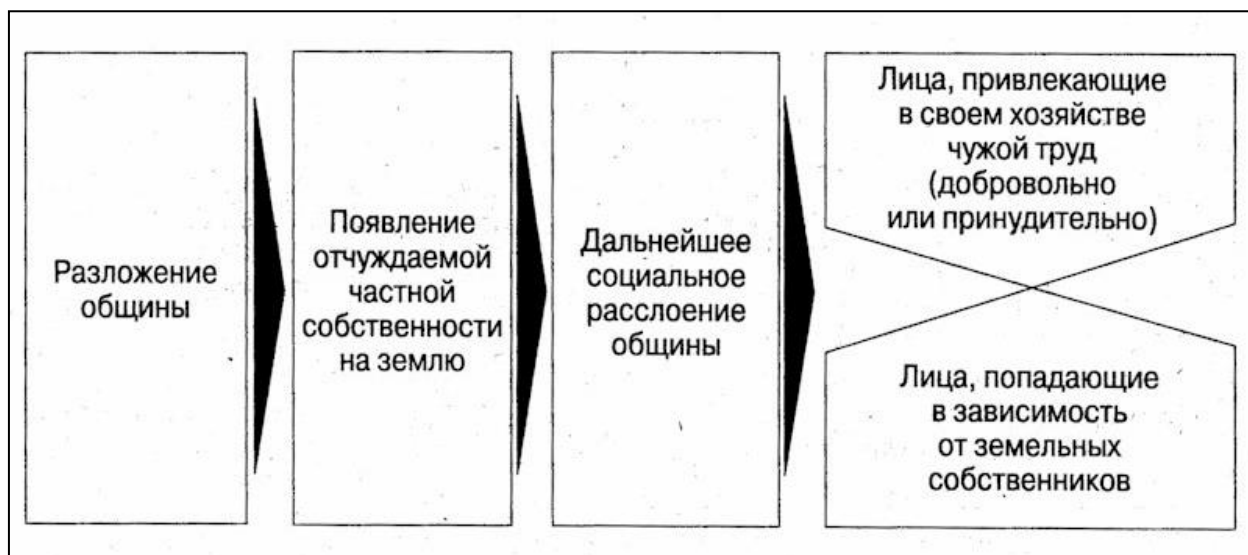 Разложение
общины
Появление
отчуждаемой
частной
собственности
на землю
Дальнейшее
социальное
расслоение
общины
Лица, привлекающие
в своем хозяйстве
чужой труд
(добровольно
или принудительно)
Лица, попадающие
в зависимость
от земельных
собственников